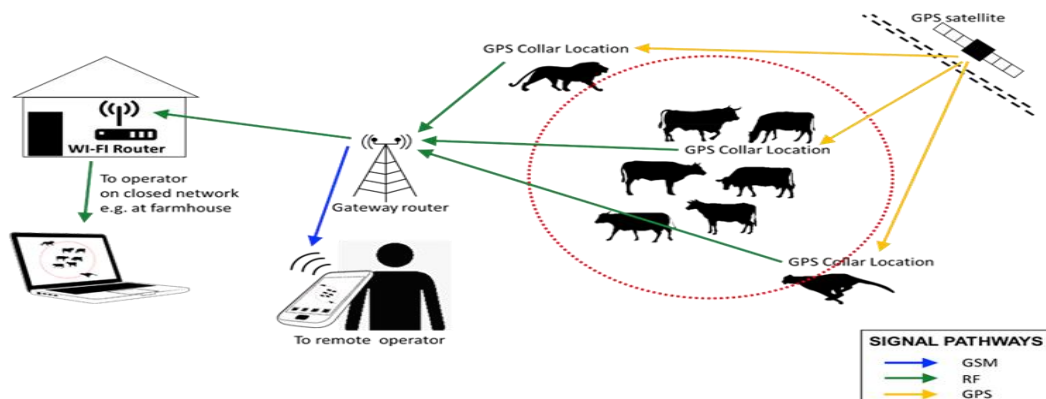 GPS satellite
GPS Collar Location
WI-FI Router
GPS Collar Location
To operator
on closed network
e.g. at farmhouse
Gateway router
GPS Collar Location
To remote operator
SIGNAL PATHWAYS
GSM
RF
GPS